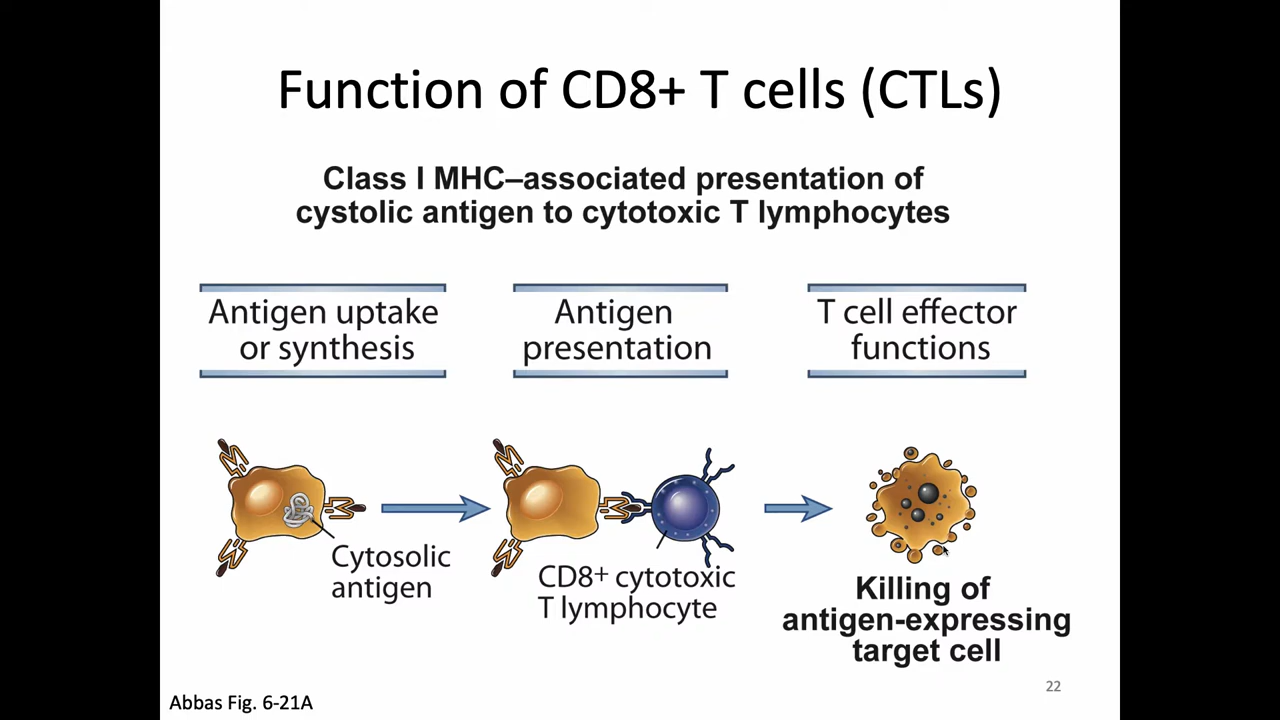 Function of CD8+ T cells (CTLs)
Class I MHC–associated presentation of
cystolic antigen to cytotoxic T lymphocytes
Antigen uptake
or synthesis
Antigen
presentation
T cell effector
functions
Cytosolic
antigen
CD8+ cytotoxic
T lymphocyte
Killing of
antigen-expressing
target cell
22
Abbas Fig. 6-21A